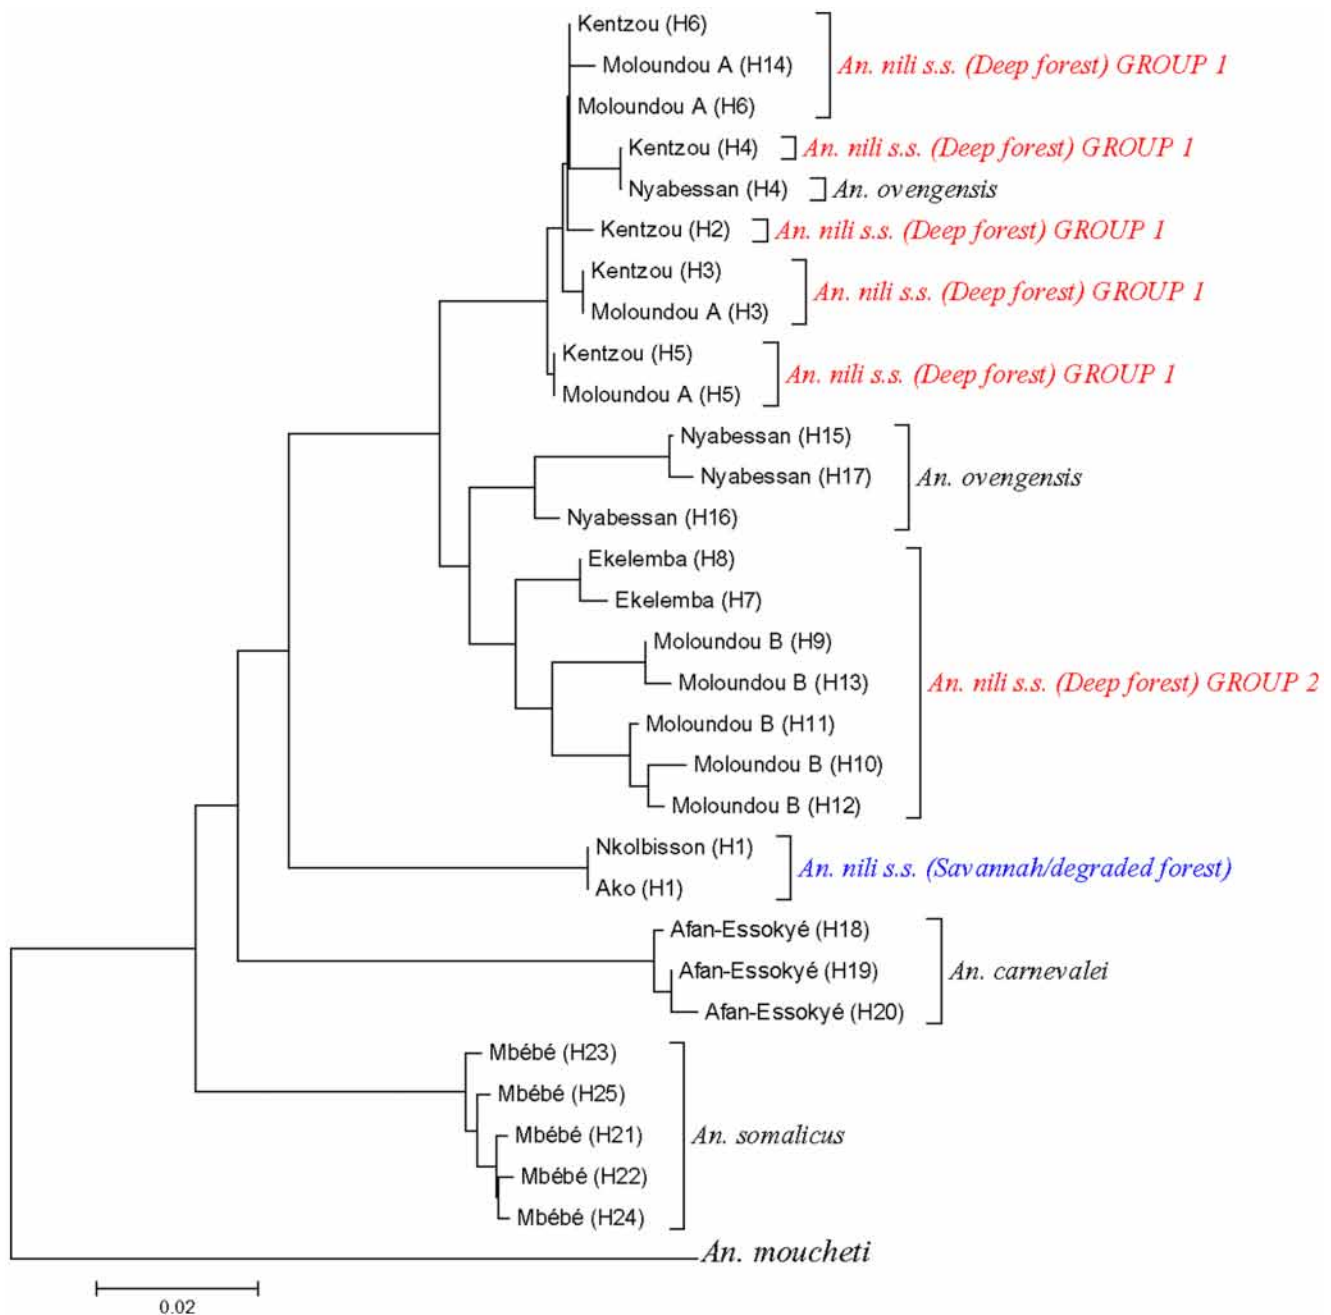 Kentzou (H6)
Moloundou A (H14) An. nili s.s. (Deep forest) GROUP 1
Moloundou A (H6)
Kentzou (H4) An. nili s.s. (Deep forest) GROUP 1
Nyabessan (H4) An. ovengensis
Kentzou (H2) An. nili s.s. (Deep forest) GROUP 1
Kentzou (H3)
An. nili s.s. (Deep forest) GROUP 1
Moloundou A (H3)
Kentzou (H5)
An. nili s.s. (Deep forest) GROUP 1
Moloundou A (H5)
Nyabessan (H15)
Nyabessan (H17) An. ovengensis
Nyabessan (H16)
Ekelemba (H8)
Ekelemba (H7)
Moloundou B (H9)
Moloundou B (H13) An. nili s.s. (Deep forest) GROUP 2
Moloundou B (H11)
Moloundou B (H10)
Moloundou B (H12)
Nkolbisson (H1)
An. nili s.s. (Savannah/degraded forest)
Ako (H1)
Afan-Essokyé (H18)
Afan-Essokyé (H19) An. carnevalei
Afan-Essokyé (H20)
Mbébé (H23)
Mbébé (H25)
Mbébé (H21) An. somalicus
Mbébé (H22)
Mbébé (H24)
An. moucheti
0.02